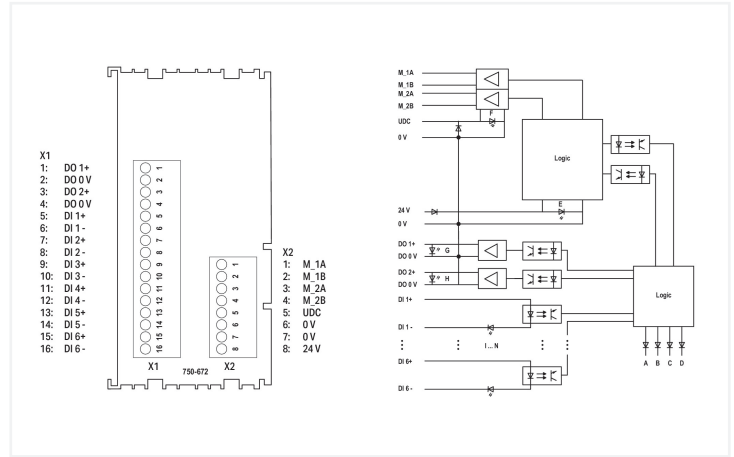 X1
1: DO 1+
2: DO 0 V
3: DO 2+
4: DO 0 V
5: DI 1+
6: DI 1 -
7: DI 2+
8: DI 2 -
9: DI 3+
10: DI 3 -
11: DI 4+
12: DI 4 -
13: DI 5+
14: DI 5 -
15: DI 6+
16: DI 6 -
1
2
3
4
5
6
7
8
9
10
11
12
13
14
15
16
X1
750-672
1
2
3
4
5
6
7
8
X2
X2
1: M_1A
2: M_1B
3: M_2A
4: M_2B
5: UDC
6: 0 V
7: 0 V
8: 24 V
M_1A
M_1B
M_2A
M_2B
F
UDC
0 V
Logic
E
24 V
0 V
DO 1+
G
DO 0 V
DO 2+
H
DO 0 V
Logic
DI 1+
DI 1 -
I ... N
DI 6+
DI 6 -
A B C D